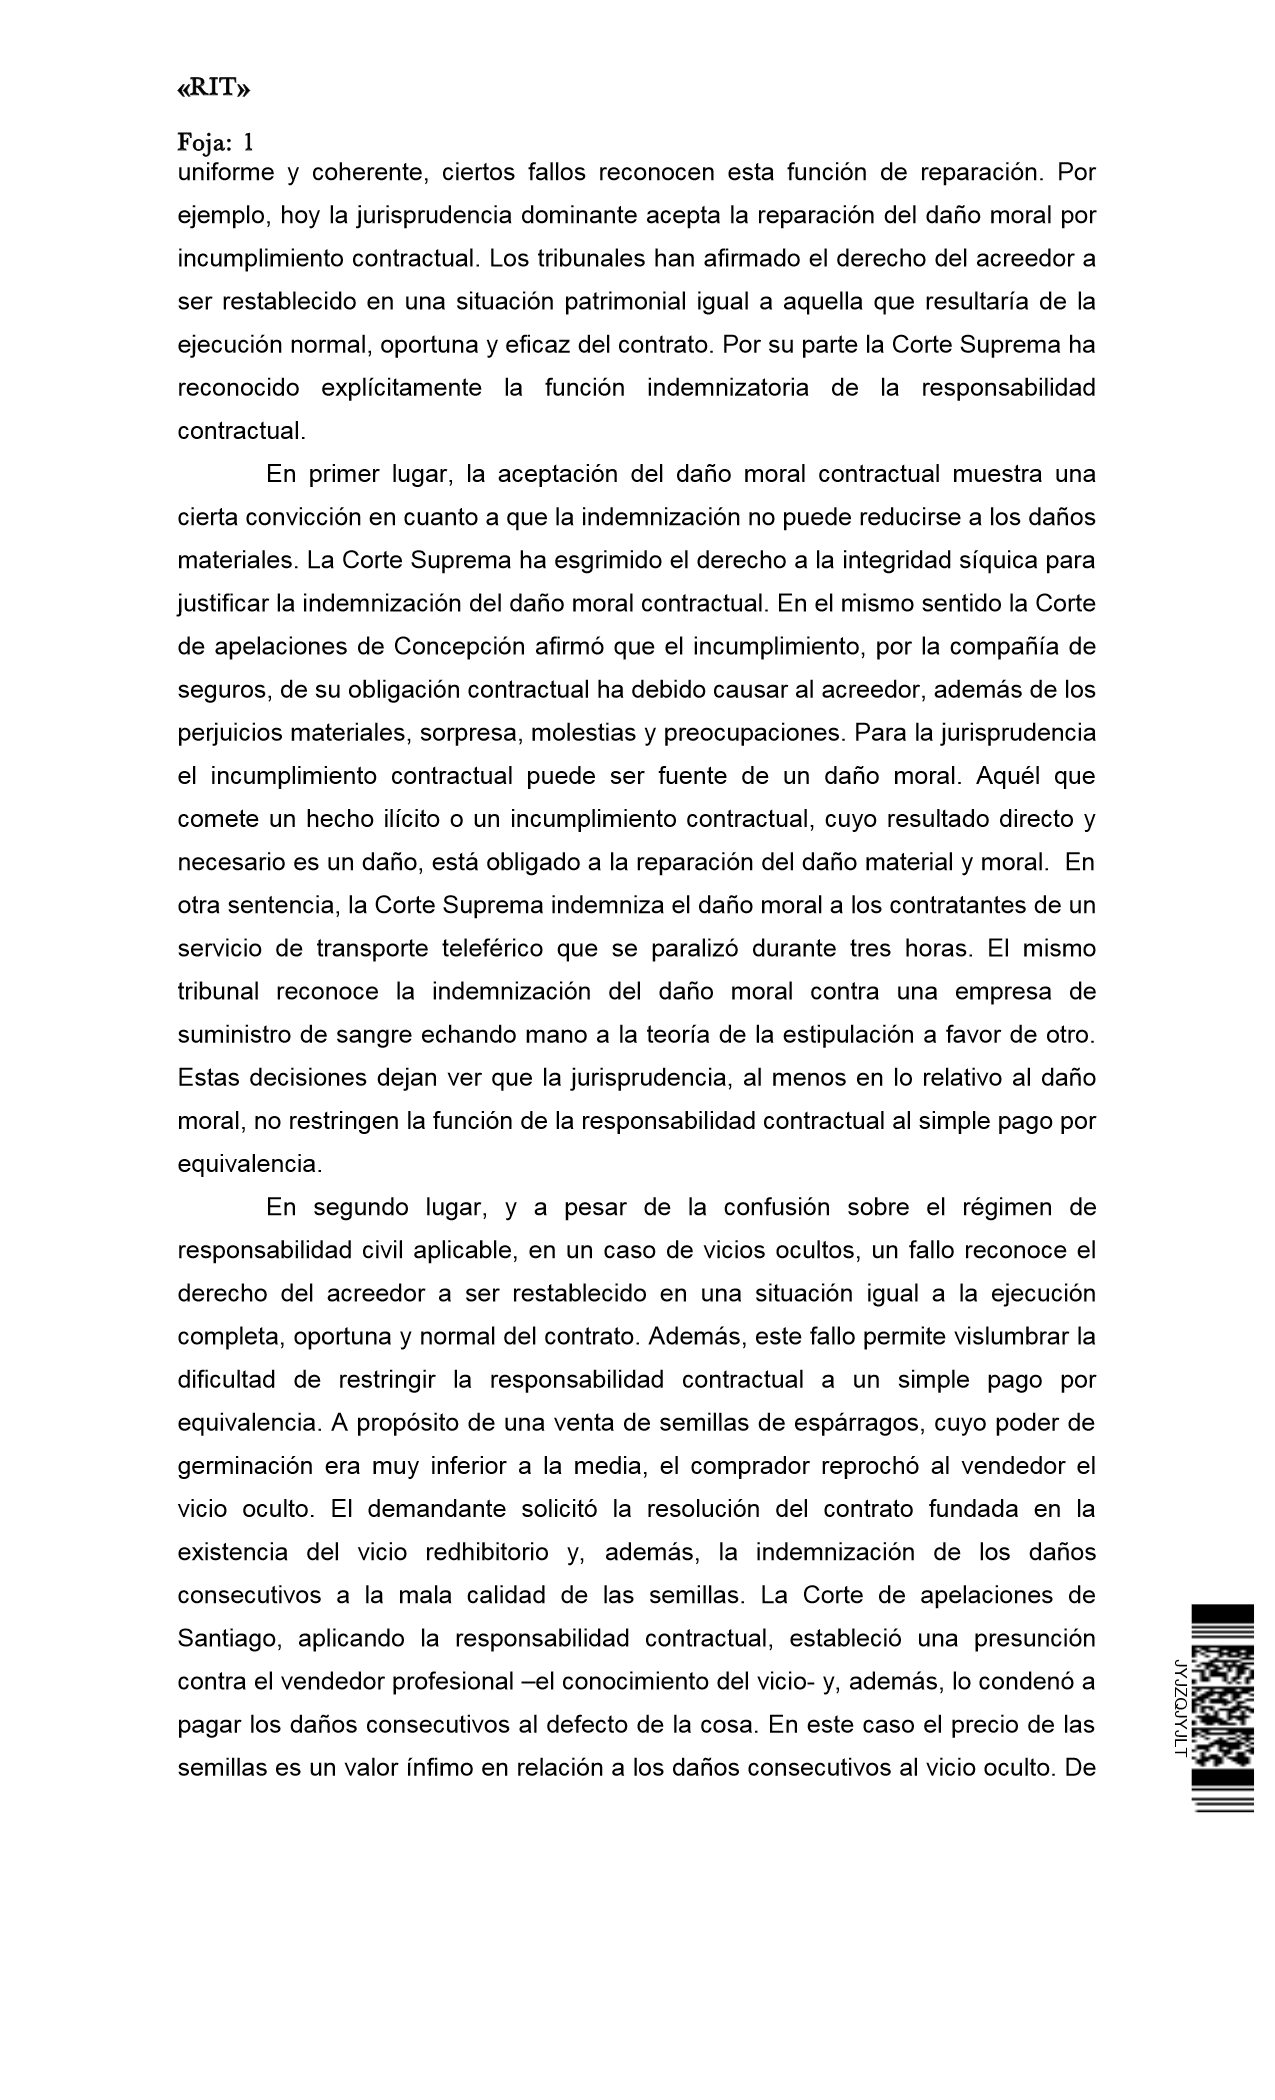 «RIT»
Foja: 1
uniforme y coherente, ciertos fallos reconocen esta función de reparación. Por
ejemplo, hoy la jurisprudencia dominante acepta la reparación del daño moral por
incumplimiento contractual. Los tribunales han afirmado el derecho del acreedor a
ser restablecido en una situación patrimonial igual a aquella que resultaría de la
ejecución normal, oportuna y eficaz del contrato. Por su parte la Corte Suprema ha
reconocido explícitamente la función indemnizatoria de la responsabilidad
contractual.
En primer lugar, la aceptación del daño moral contractual muestra una
cierta convicción en cuanto a que la indemnización no puede reducirse a los daños
materiales. La Corte Suprema ha esgrimido el derecho a la integridad síquica para
justificar la indemnización del daño moral contractual. En el mismo sentido la Corte
de apelaciones de Concepción afirmó que el incumplimiento, por la compañía de
seguros, de su obligación contractual ha debido causar al acreedor, además de los
perjuicios materiales, sorpresa, molestias y preocupaciones. Para la jurisprudencia
el incumplimiento contractual puede ser fuente de un daño moral. Aquél que
comete un hecho ilícito o un incumplimiento contractual, cuyo resultado directo y
necesario es un daño, está obligado a la reparación del daño material y moral.  En
otra sentencia, la Corte Suprema indemniza el daño moral a los contratantes de un
servicio de transporte teleférico que se paralizó durante tres horas. El mismo
tribunal reconoce la indemnización del daño moral contra una empresa de
suministro de sangre echando mano a la teoría de la estipulación a favor de otro.
Estas decisiones dejan ver que la jurisprudencia, al menos en lo relativo al daño
moral, no restringen la función de la responsabilidad contractual al simple pago por
equivalencia.
En segundo lugar, y a pesar de la confusión sobre el régimen de
responsabilidad civil aplicable, en un caso de vicios ocultos, un fallo reconoce el
derecho del acreedor a ser restablecido en una situación igual a la ejecución
completa, oportuna y normal del contrato. Además, este fallo permite vislumbrar la
dificultad de restringir la responsabilidad contractual a un simple pago por
equivalencia. A propósito de una venta de semillas de espárragos, cuyo poder de
germinación era muy inferior a la media, el comprador reprochó al vendedor el
vicio oculto. El demandante solicitó la resolución del contrato fundada en la
existencia del vicio redhibitorio y, además, la indemnización de los daños
consecutivos a la mala calidad de las semillas. La Corte de apelaciones de
Santiago, aplicando la responsabilidad contractual, estableció una presunción
contra el vendedor profesional –el conocimiento del vicio- y, además, lo condenó a
pagar los daños consecutivos al defecto de la cosa. En este caso el precio de las
semillas es un valor ínfimo en relación a los daños consecutivos al vicio oculto. De
JYJZQJYJLT